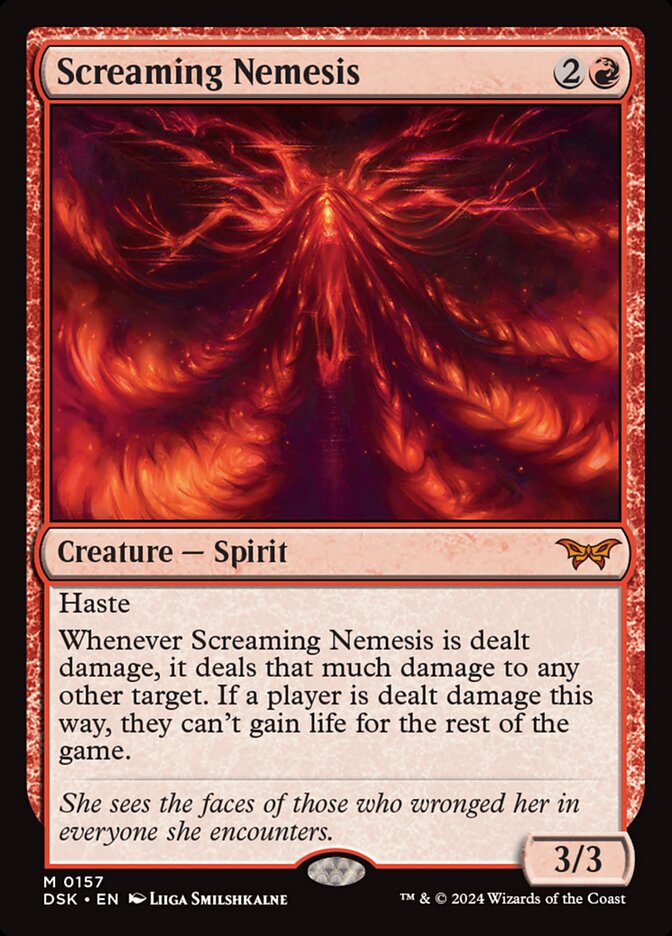 Screaming Nemesis 2
Creature — Spirit
Haste
Whenever Screaming Nemesis is dealt
damage, it deals that much damage to any
other target. If a player is dealt damage this
way, they can’t gain life for the rest of the
game.
She sees the faces of those who wronged her in
everyone she encounters.
3/3
M 0157
DSK • EN Liiga Smilshkalne
™ & © 2024 Wizards of the Coast